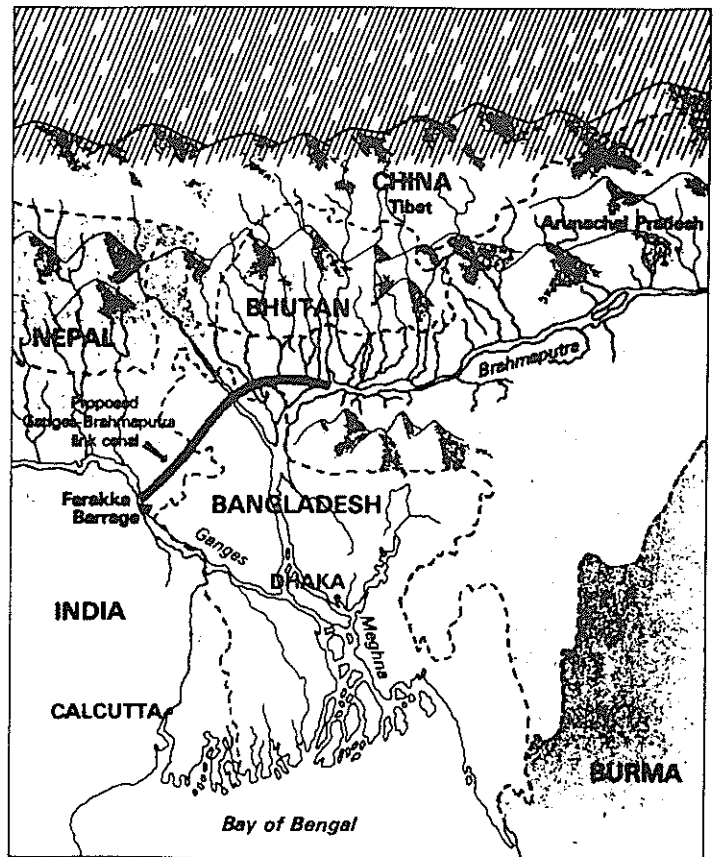 CHINA
Tibet
Arunachal Pradesh
BHUTAN
NEPAL
Brahmaputra
Proposed
Ganges-Brahmaputra
link canal
Farakka
Barrage
BANGLADESH
Ganges
DHAKA
INDIA
Meghna
CALCUTTA
BURMA
Bay of Bengal